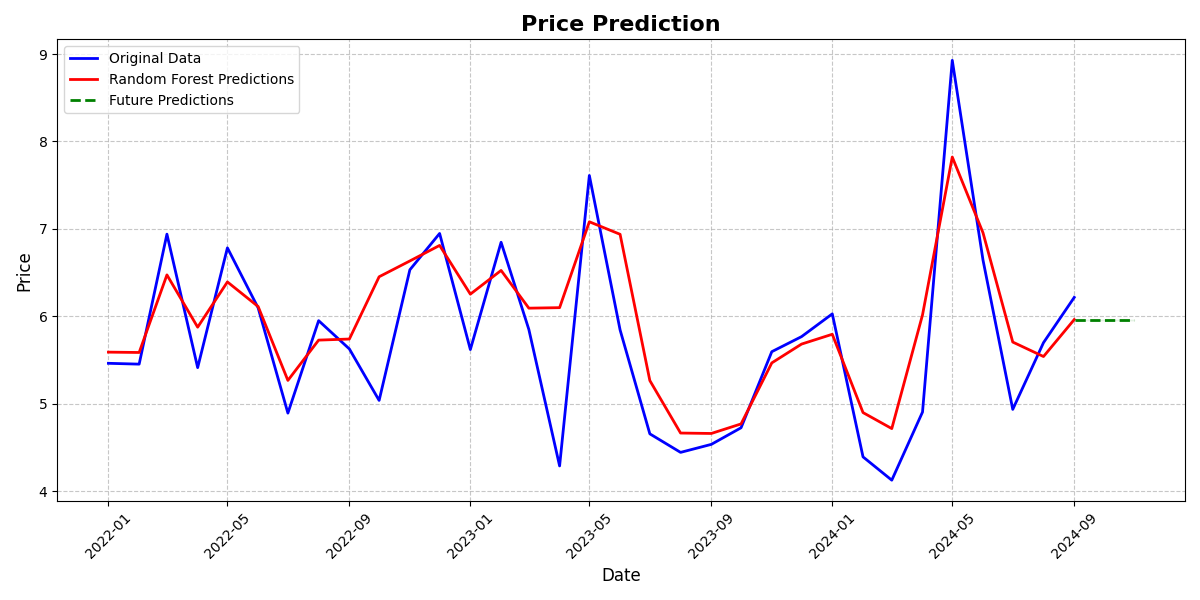 Price Prediction
Original Data
Random Forest Predictions
Future Predictions
Price
9
8
7
6
5
4
2022-01
2022-05
2022-09
2023-01
2023-05
2023-09
2024-01
2024-05
2024-09
Date